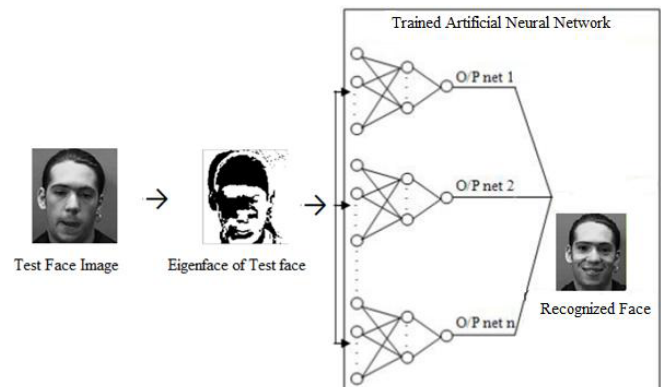 Trained Artificial Neural Network
O/P net 1
O/P net 2
O/P net n
Test Face Image
Eigenface of Test face
Recognized Face